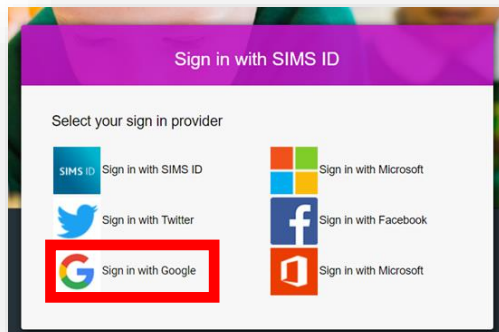 Sign in with SIMS ID
Select your sign in provider
SIMS ID Sign in with SIMS ID
Sign in with Microsoft
Sign in with Twitter
Sign in with Facebook
Sign in with Google
Sign in with Microsoft